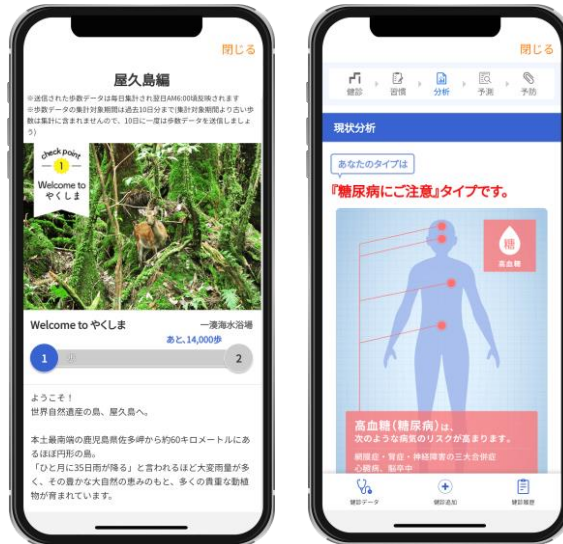 閉じる
屋久島編
※送信された歩数データは毎日集計され翌日AM6:00頃反映されます
※歩数データの集計対象期間は過去10日分まで(集計対象期間より古い歩
数は集計に含まれませんので、10日に一度は歩数データを送信しましょ
う)
check point
1
Welcome to
やくしま
Welcome to やくしま
一湊海水浴場
あと、14,000歩
1
2
ようこそ！
世界自然遺産の島、屋久島へ。
本土最南端の鹿児島県佐多岬から約60キロメートルにあ
るほぼ円形の島。
「ひと月に35日雨が降る」と言われるほど大変雨量が多
く、その豊かな大自然の恵みのもと、多くの貴重な動植
物が育まれています。
閉じる
健診
習慣
分析
予測
予防
現状分析
あなたのタイプは
『糖尿病にご注意』タイプです。
糖
高血糖
高血糖(糖尿病)は、
次のような病気のリスクが高まります。
網膜症・腎症・神経障害の三大合併症
心臓病、脳卒中
健診データ
健診追加
健診履歴